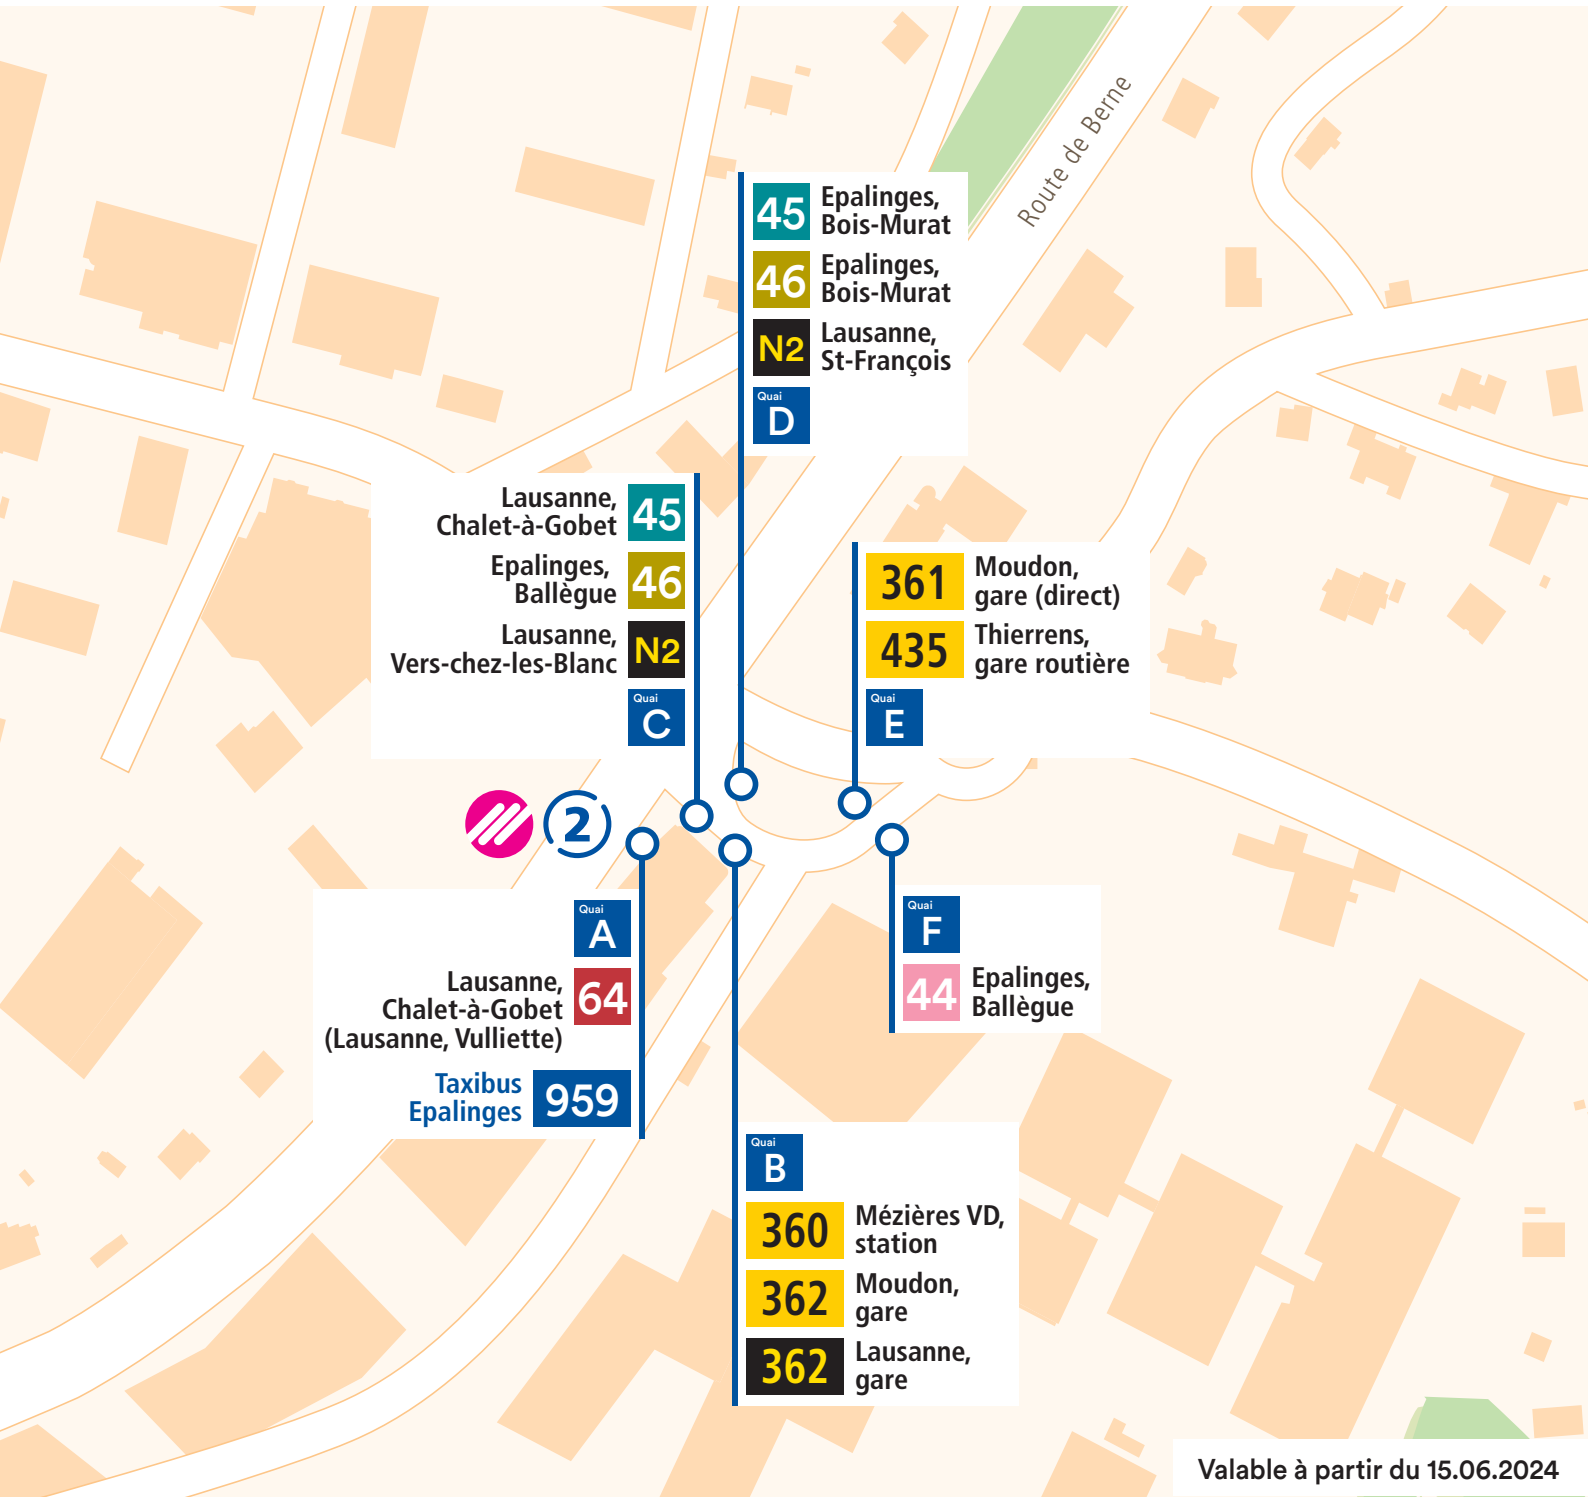 Route de Berne
45
Epalinges,
Bois-Murat
46
Epalinges,
Bois-Murat
N2
Lausanne,
St-François
Quai
D
Lausanne,
Chalet-à-Gobet
45
Epalinges,
Ballègue
46
Lausanne,
Vers-chez-les-Blanc
N2
Quai
C
361
Moudon,
gare (direct)
435
Thierrens,
gare routière
Quai
E
2
Quai
A
Lausanne,
Chalet-à-Gobet
(Lausanne, Vulliette)
64
Taxibus
Epalinges
959
Quai
F
44
Epalinges,
Ballègue
Quai
B
360
Mézières VD,
station
362
Moudon,
gare
362
Lausanne,
gare
Valable à partir du 15.06.2024